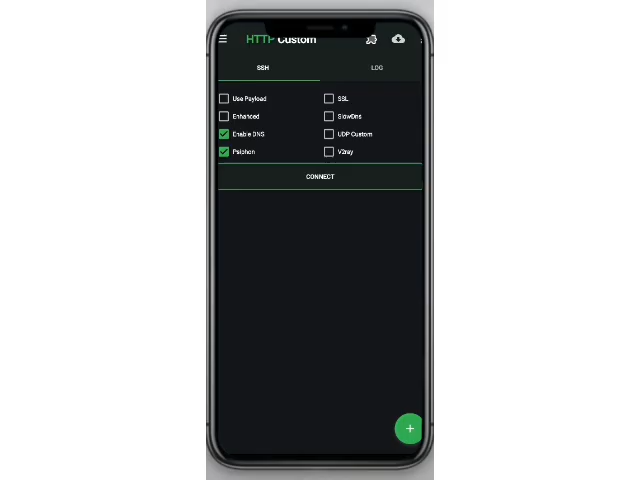 HTTP Custom
SSH LOG
Use Payload SSL
Enhanced SlowDns
Enable DNS UDP Custom
Psiphon V2ray
CONNECT